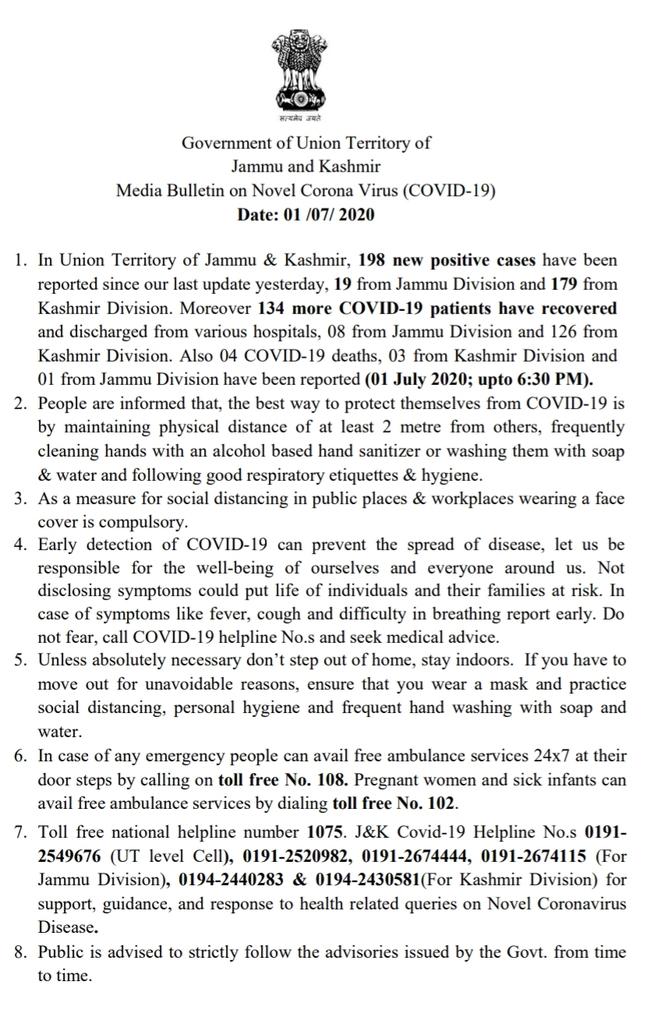 सत्यमेव जयते
Government of Union Territory of
Jammu and Kashmir
Media Bulletin on Novel Corona Virus (COVID-19)
Date: 01 /07/ 2020
1. In Union Territory of Jammu & Kashmir, 198 new positive cases have been
reported since our last update yesterday, 19 from Jammu Division and 179 from
Kashmir Division. Moreover 134 more COVID-19 patients have recovered
and discharged from various hospitals, 08 from Jammu Division and 126 from
Kashmir Division. Also 04 COVID-19 deaths, 03 from Kashmir Division and
01 from Jammu Division have been reported (01 July 2020; upto 6:30 PM).
2. People are informed that, the best way to protect themselves from COVID-19 is
by maintaining physical distance of at least 2 metre from others, frequently
cleaning hands with an alcohol based hand sanitizer or washing them with soap
& water and following good respiratory etiquettes & hygiene.
3. As a measure for social distancing in public places & workplaces wearing a face
cover is compulsory.
4. Early detection of COVID-19 can prevent the spread of disease, let us be
responsible for the well-being of ourselves and everyone around us. Not
disclosing symptoms could put life of individuals and their families at risk. In
case of symptoms like fever, cough and difficulty in breathing report early. Do
not fear, call COVID-19 helpline No.s and seek medical advice.
5. Unless absolutely necessary don’t step out of home, stay indoors. If you have to
move out for unavoidable reasons, ensure that you wear a mask and practice
social distancing, personal hygiene and frequent hand washing with soap and
water.
6. In case of any emergency people can avail free ambulance services 24x7 at their
door steps by calling on toll free No. 108. Pregnant women and sick infants can
avail free ambulance services by dialing toll free No. 102.
7. Toll free national helpline number 1075. J&K Covid-19 Helpline No.s 0191-
2549676 (UT level Cell), 0191-2520982, 0191-2674444, 0191-2674115 (For
Jammu Division), 0194-2440283 & 0194-2430581(For Kashmir Division) for
support, guidance, and response to health related queries on Novel Coronavirus
Disease.
8. Public is advised to strictly follow the advisories issued by the Govt. from time
to time.